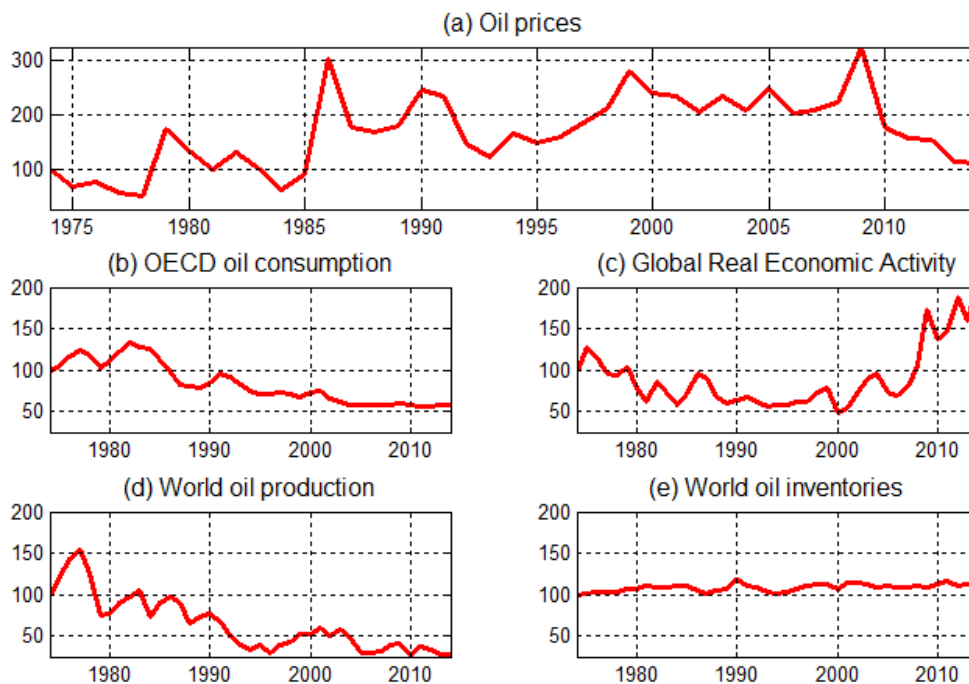 (a) Oil prices
300
200
100
1975 1980 1985 1990 1995 2000 2005 2010
(b) OECD oil consumption
200
150
100
50
1980 1990 2000 2010
(c) Global Real Economic Activity
200
150
100
50
1980 1990 2000 2010
(d) World oil production
200
150
100
50
1980 1990 2000 2010
(e) World oil inventories
200
150
100
50
1980 1990 2000 2010